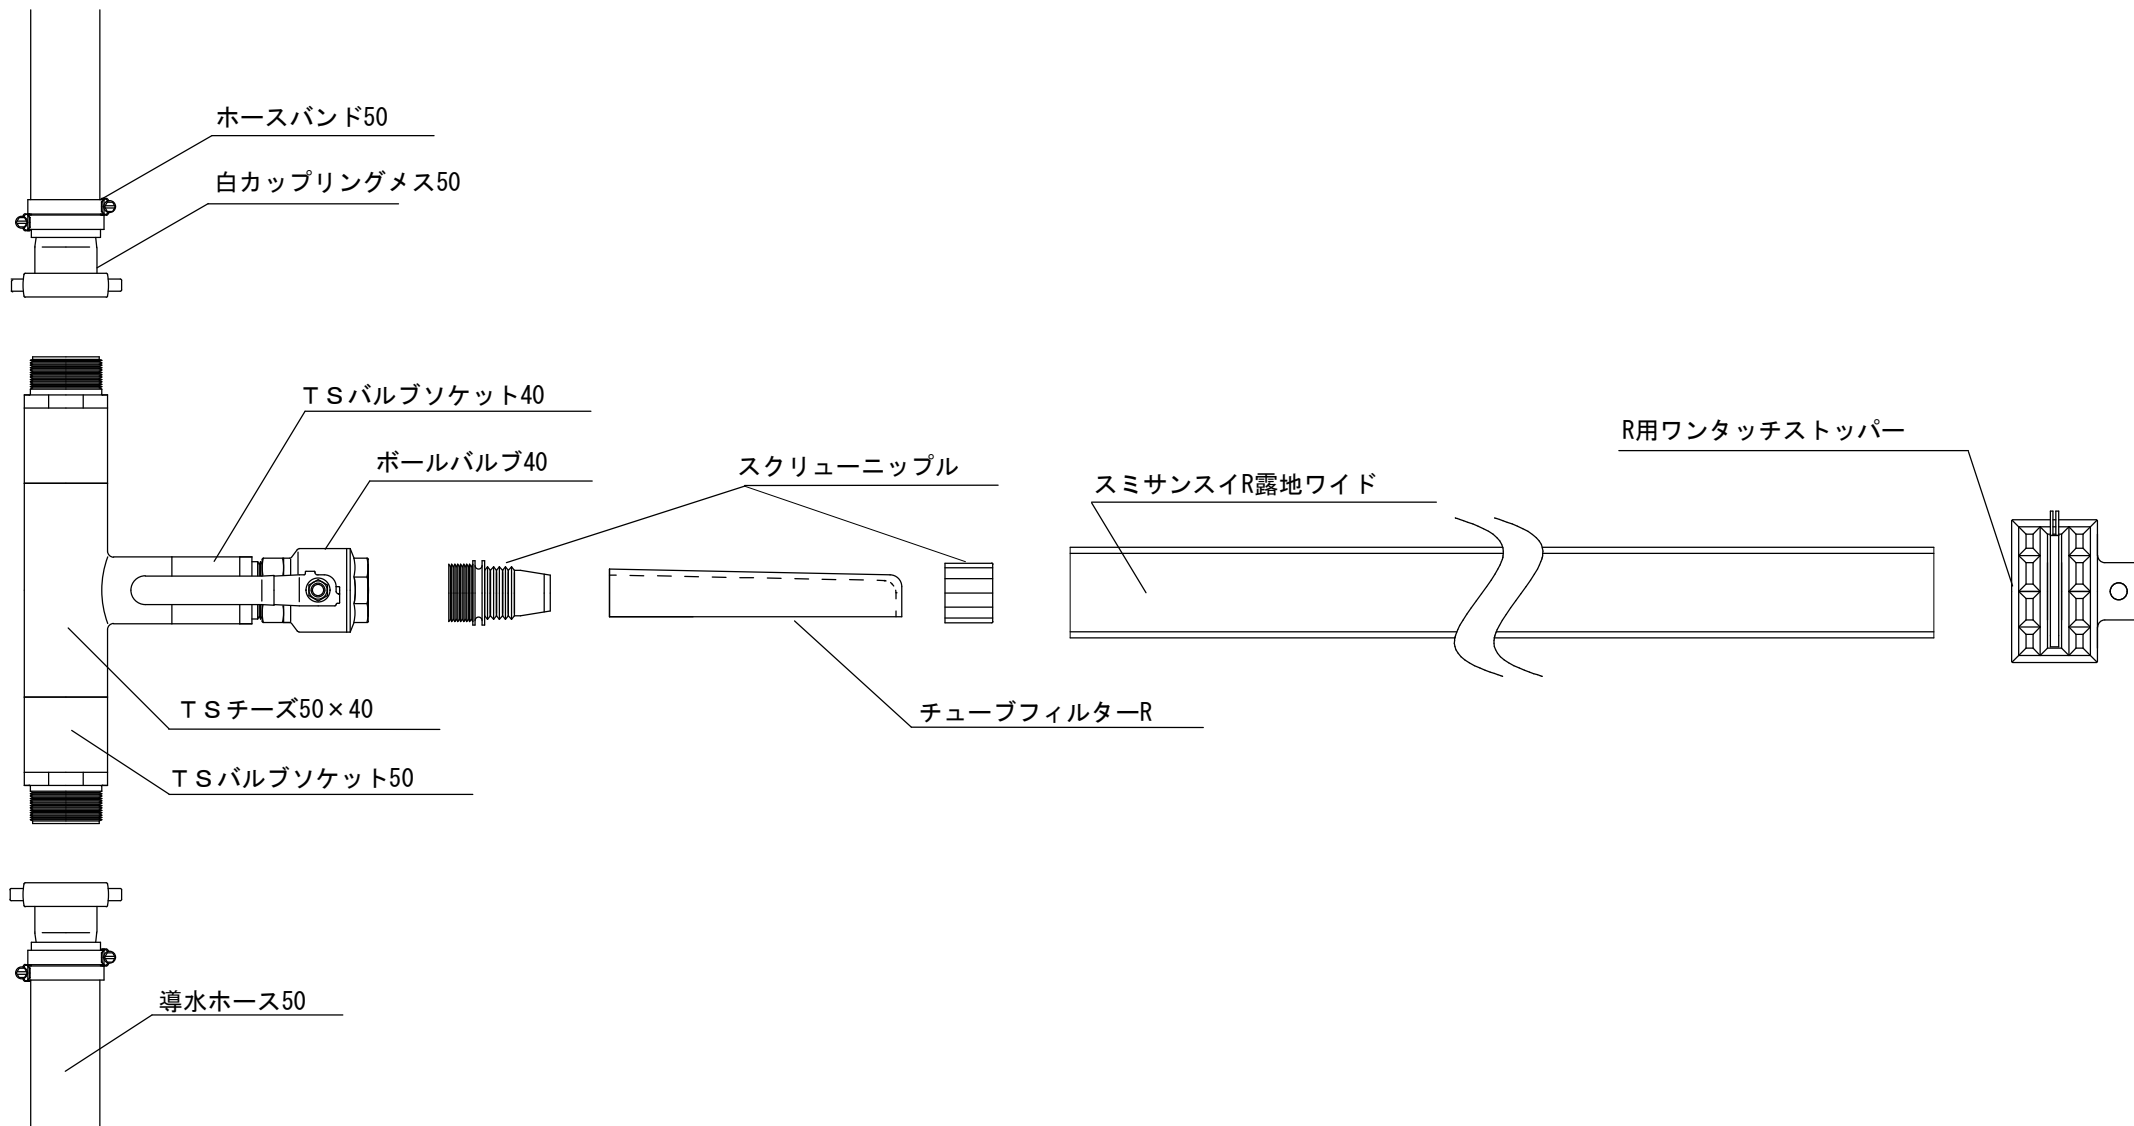 ホースバンド50
白カップリングメス50
ＴＳバルブソケット40
ボールバルブ40
スクリューニップル
スミサンスイR露地ワイド
R用ワンタッチストッパー
ＴＳチーズ50×40
チューブフィルターR
ＴＳバルブソケット50
導水ホース50